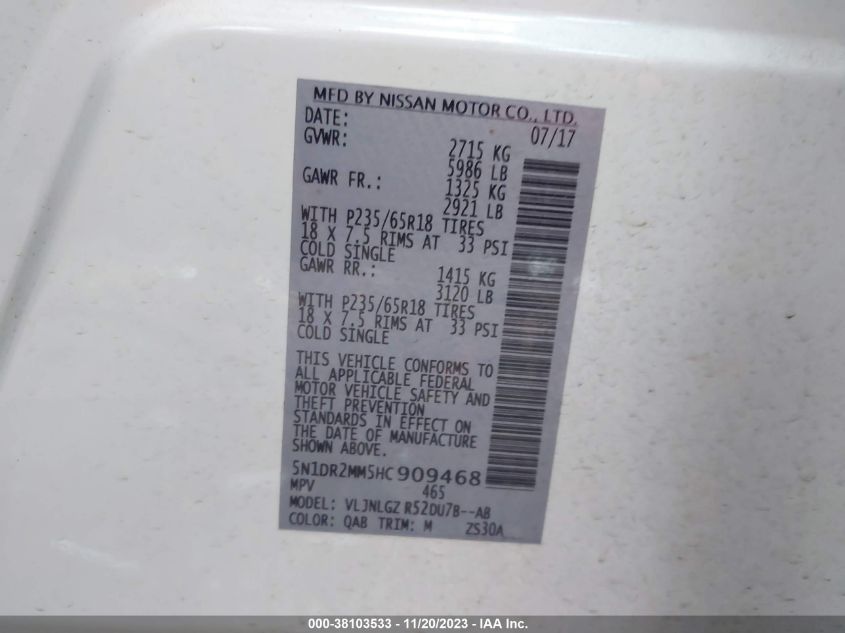 MFD BY NISSAN MOTOR CO., LTD.
DATE: 07/17
GVWR: 2715 KG
5986 LB
GAWR FR.: 1325 KG
2921 LB
WITH P235/65R18 TIRES
18 X 7.5 RIMS AT 33 PSI
COLD SINGLE
GAWR RR.: 1415 KG
3120 LB
WITH P235/65R18 TIRES
18 X 7.5 RIMS AT 33 PSI
COLD SINGLE
THIS VEHICLE CONFORMS TO
ALL APPLICABLE FEDERAL
MOTOR VEHICLE SAFETY AND
THEFT PREVENTION
STANDARDS IN EFFECT ON
THE DATE OF MANUFACTURE
SHOWN ABOVE.
5N1DR2MM5HC909468
MPV 465
MODEL: VLJNLGZ R52DU7B--AB
COLOR: QAB TRIM: M ZS30A
000-38103533 - 11/20/2023 - IAA Inc.